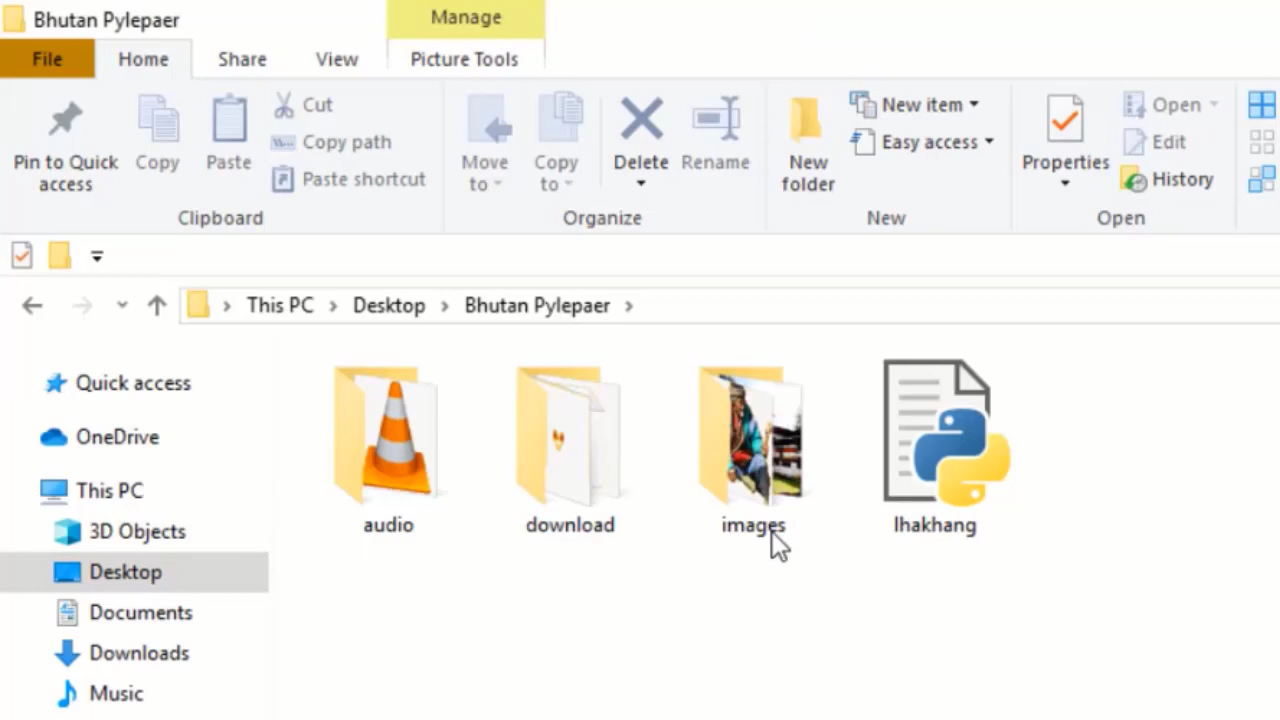 Bhutan Pylepaer
Manage
File Home Share View Picture Tools
Pin to Quick access
Copy
Paste
Cut
Copy path
Paste shortcut
Clipboard
Move to
Copy to
Delete
Rename
Organize
New folder
New item
Easy access
New
Properties
Open
Edit
History
Open
This PC Desktop Bhutan Pylepaer
Quick access
OneDrive
This PC
3D Objects
Desktop
Documents
Downloads
Music
audio download images lhakhang